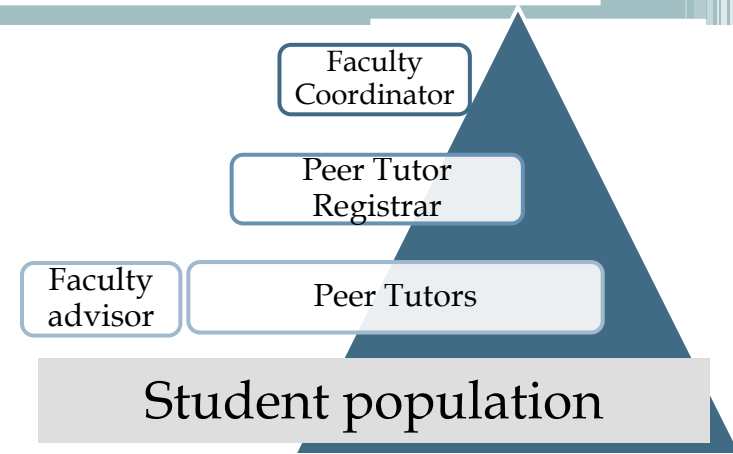 Faculty
Coordinator
Peer Tutor
Registrar
Faculty
advisor
Peer Tutors
Student population